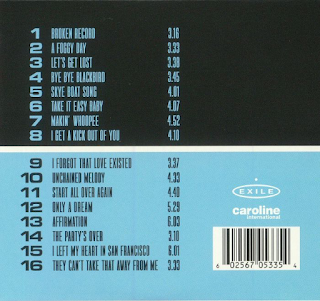 1 BROKEN RECORD 3.16
2 A FOGGY DAY 3.33
3 LET'S GET LOST 3.38
4 BYE BYE BLACKBIRD 3.45
5 SKYE BOAT SONG 4.01
6 TAKE IT EASY BABY 4.07
7 MAKIN' WHOOPEE 4.52
8 I GET A KICK OUT OF YOU 4.10
9 I FORGOT THAT LOVE EXISTED 3.37
10 UNCHAINED MELODY 4.33
11 START ALL OVER AGAIN 4.40
12 ONLY A DREAM 5.29
13 AFFIRMATION 6.03
14 THE PARTY'S OVER 3.10
15 I LEFT MY HEART IN SAN FRANCISCO 6.01
16 THEY CAN'T TAKE THAT AWAY FROM ME 3.33
EXILE
caroline
international
6 02567 05335 4